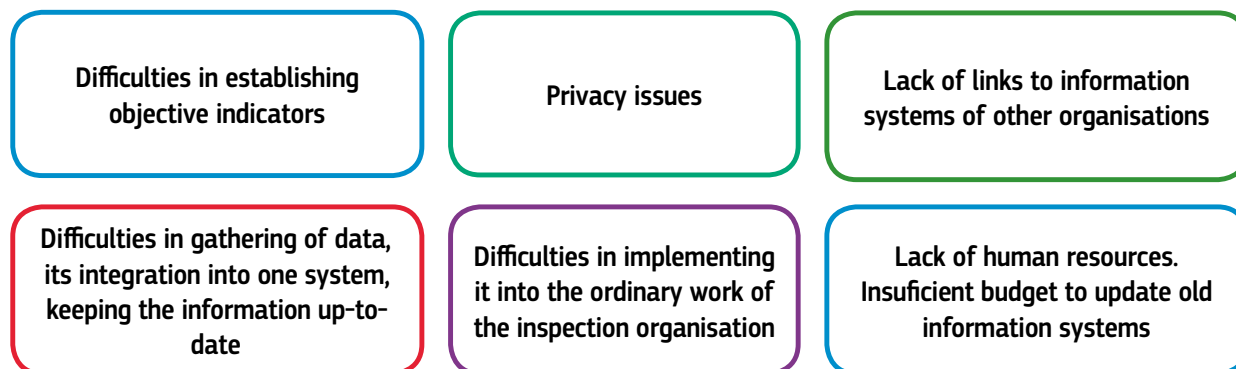 Difficulties in establishing
objective indicators
Privacy issues
Lack of links to information
systems of other organisations
Difficulties in gathering of data,
its integration into one system,
keeping the information up-to-
date
Difficulties in implementing
it into the ordinary work of
the inspection organisation
Lack of human resources.
Insuficient budget to update old
information systems